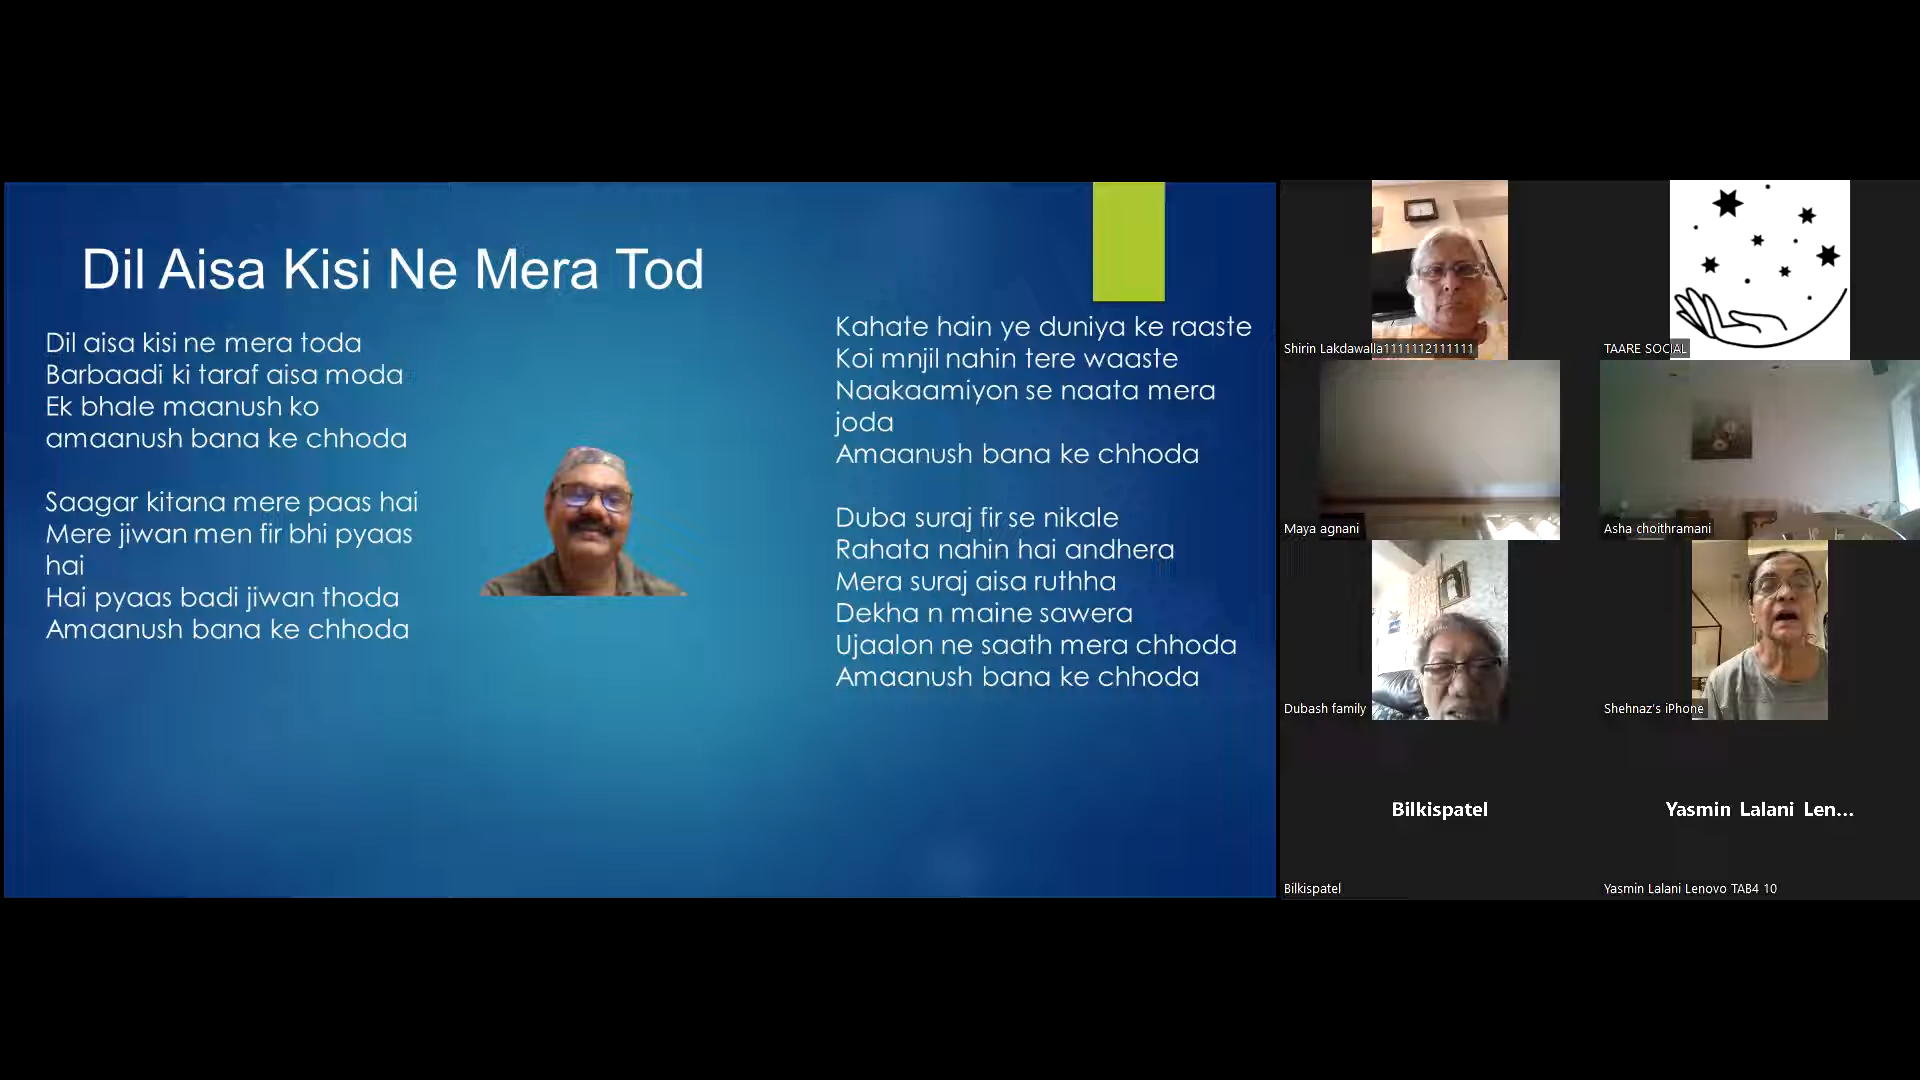 Dil Aisa Kisi Ne Mera Tod
Dil aisa kisi ne mera toda
Barbaadi ki taraf aisa moda
Ek bhale maanush ko
amaanush bana ke chhoda
Saagar kitana mere paas hai
Mere jiwan men fir bhi pyaas
hai
Hai pyaas badi jiwan thoda
Amaanush bana ke chhoda
Kahate hain ye duniya ke raaste
Koi mnjil nahin tere waaste
Naakaamiyon se naata mera
joda
Amaanush bana ke chhoda
Duba suraj fir se nikale
Rahata nahin hai andhera
Mera suraj aisa ruthha
Dekha n maine sawera
Ujaalon ne saath mera chhoda
Amaanush bana ke chhoda
Shirin Lakdawalla1111112111111
TAARE SOCIAL
Maya agnani
Asha choithramani
Dubash family
Shehnaz's iPhone
Bilkispatel
Yasmin Lalani Len...
Bilkispatel
Yasmin Lalani Lenovo TAB4 10